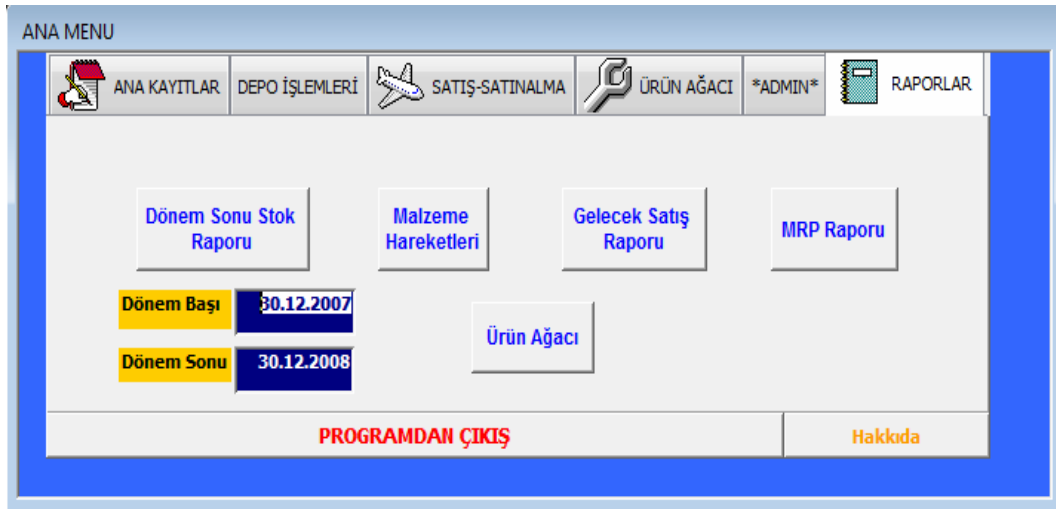 ANA MENU
ANA KAYITLAR DEPO İŞLEMLERİ SATIŞ-SATINALMA ÜRÜN AĞACI *ADMIN* RAPORLAR
Dönem Sonu Stok
Raporu
Malzeme
Hareketleri
Gelecek Satış
Raporu
MRP Raporu
Dönem Başı 30.12.2007
Dönem Sonu 30.12.2008
Ürün Ağacı
PROGRAMDAN ÇIKIŞ Hakkıda